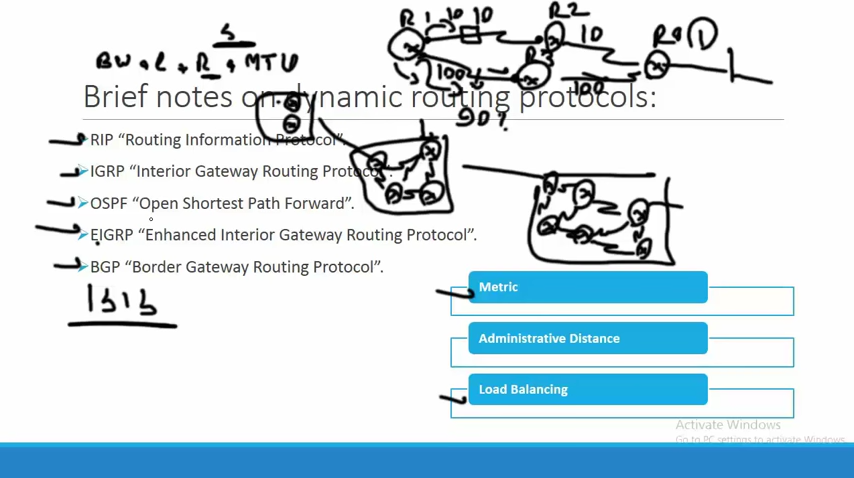 5
BW + L + R + MTU
R1 10 10 R2
10
R3
R4 1
100
100
90?
Brief notes on dynamic routing protocols:
RIP “Routing Information Protocol”.
IGRP “Interior Gateway Routing Protocol”.
OSPF “Open Shortest Path Forward”.
EIGRP “Enhanced Interior Gateway Routing Protocol”.
BGP “Border Gateway Routing Protocol”.
ISIS
Metric
Administrative Distance
Load Balancing
Activate Windows
Go to PC settings to activate Windows.